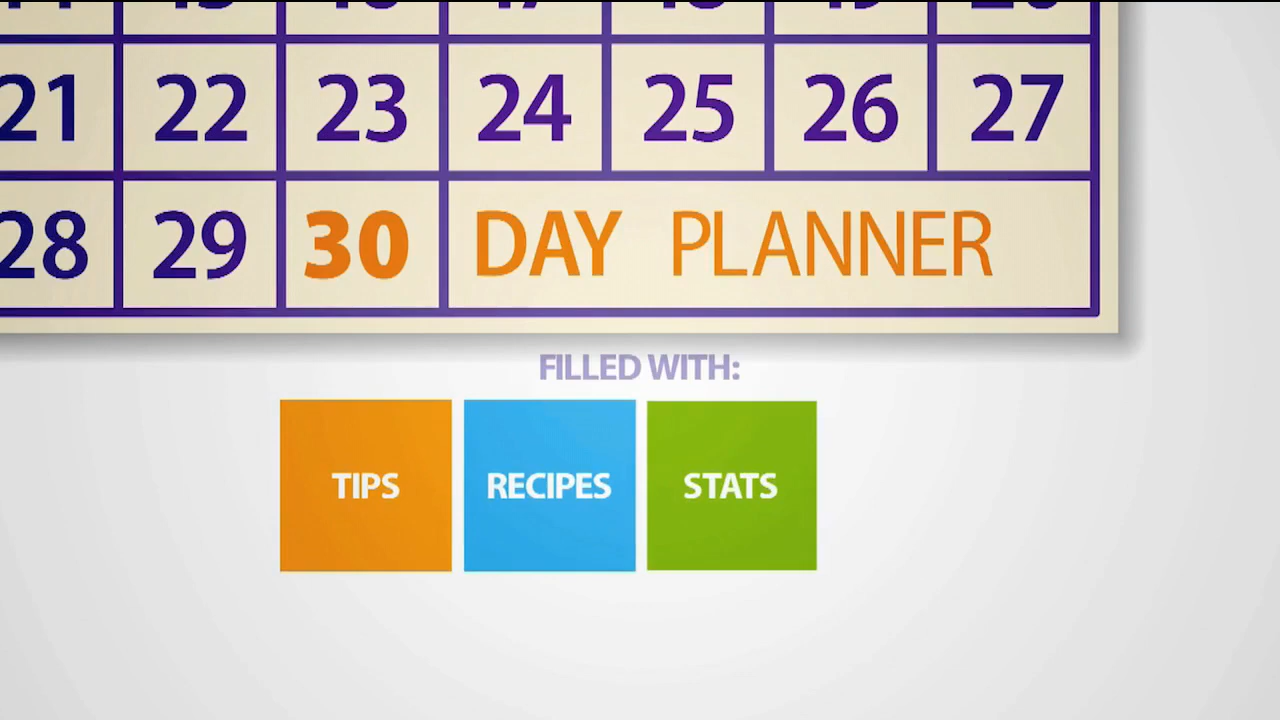 21 22 23 24 25 26 27
28 29 30 DAY PLANNER
FILLED WITH:
TIPS RECIPES STATS